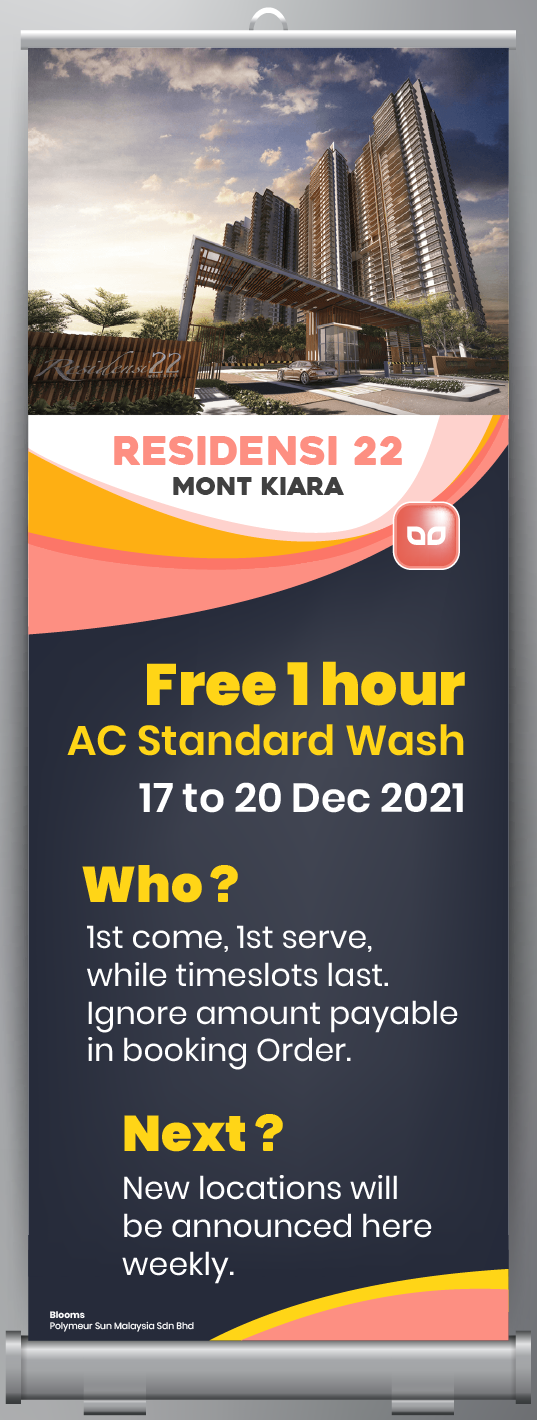 Residensi 22
RESIDENSI 22
MONT KIARA
Free 1 hour
AC Standard Wash
17 to 20 Dec 2021
Who?
1st come, 1st serve,
while timeslots last.
Ignore amount payable
in booking Order.
Next?
New locations will
be announced here
weekly.
Blooms
Polymeur Sun Malaysia Sdn Bhd